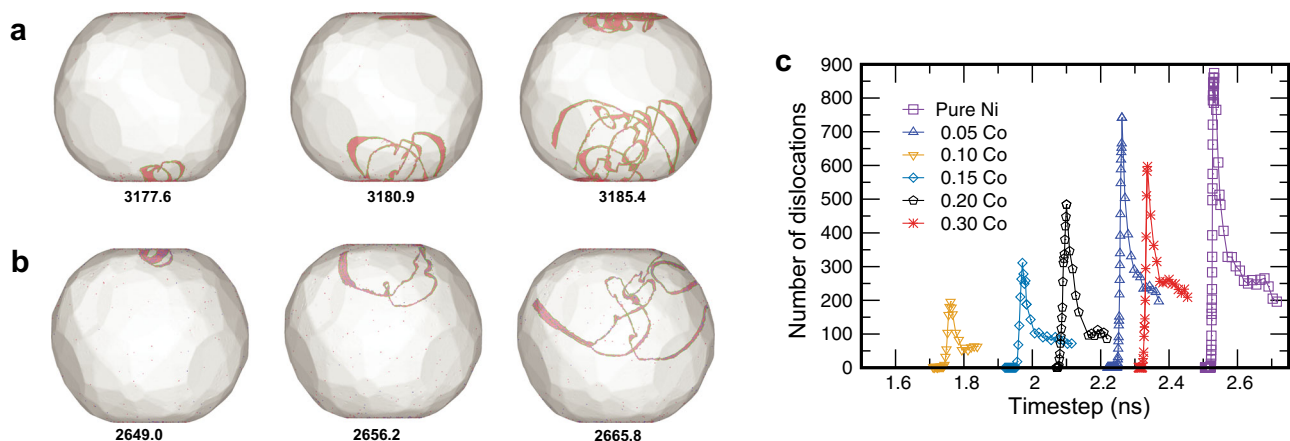 a
3177.6 3180.9 3185.4
b
2649.0 2656.2 2665.8
c
900
800
700
600
500
400
300
200
100
0
Number of dislocations
Pure Ni
0.05 Co
0.10 Co
0.15 Co
0.20 Co
0.30 Co
1.6 1.8 2 2.2 2.4 2.6
Timestep (ns)